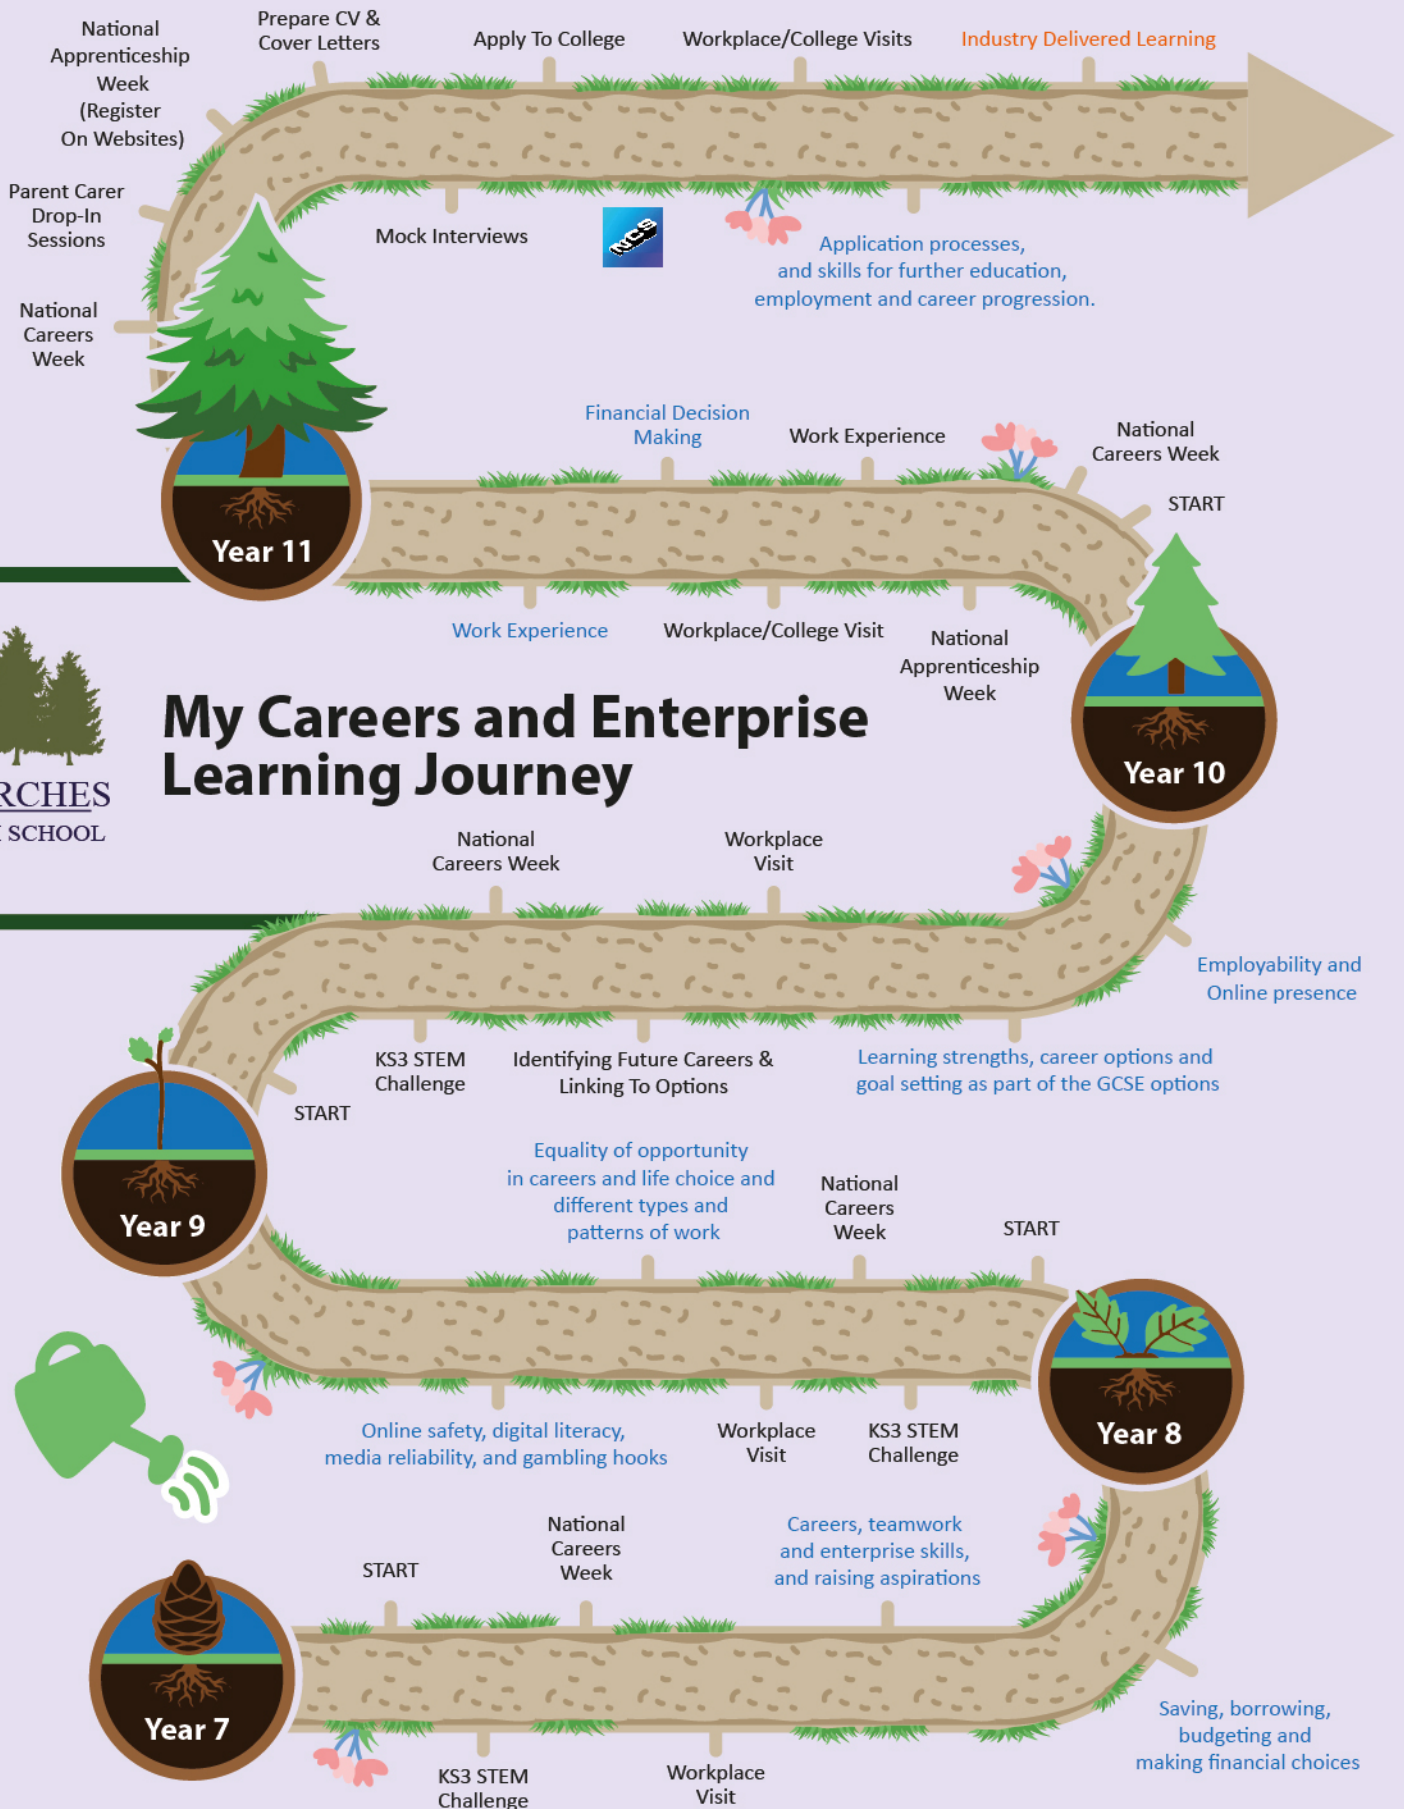 National
Apprenticeship
Week
(Register
On Websites)
Prepare CV &
Cover Letters
Apply To College
Workplace/College Visits
Industry Delivered Learning
Parent Carer
Drop-In
Sessions
National
Careers
Week
Mock Interviews
NCS
Application processes,
and skills for further education,
employment and career progression.
Financial Decision
Making
Work Experience
National
Careers Week
START
Year 11
Work Experience
Workplace/College Visit
National
Apprenticeship
Week
Year 10
RCHES
SCHOOL
My Careers and Enterprise
Learning Journey
National
Careers Week
Workplace
Visit
Employability and
Online presence
KS3 STEM
Challenge
Identifying Future Careers &
Linking To Options
Learning strengths, career options and
goal setting as part of the GCSE options
START
Year 9
Equality of opportunity
in careers and life choice and
different types and
patterns of work
National
Careers
Week
START
Year 8
Online safety, digital literacy,
media reliability, and gambling hooks
Workplace
Visit
KS3 STEM
Challenge
START
National
Careers
Week
Careers, teamwork
and enterprise skills,
and raising aspirations
Year 7
KS3 STEM
Challenge
Workplace
Visit
Saving, borrowing,
budgeting and
making financial choices